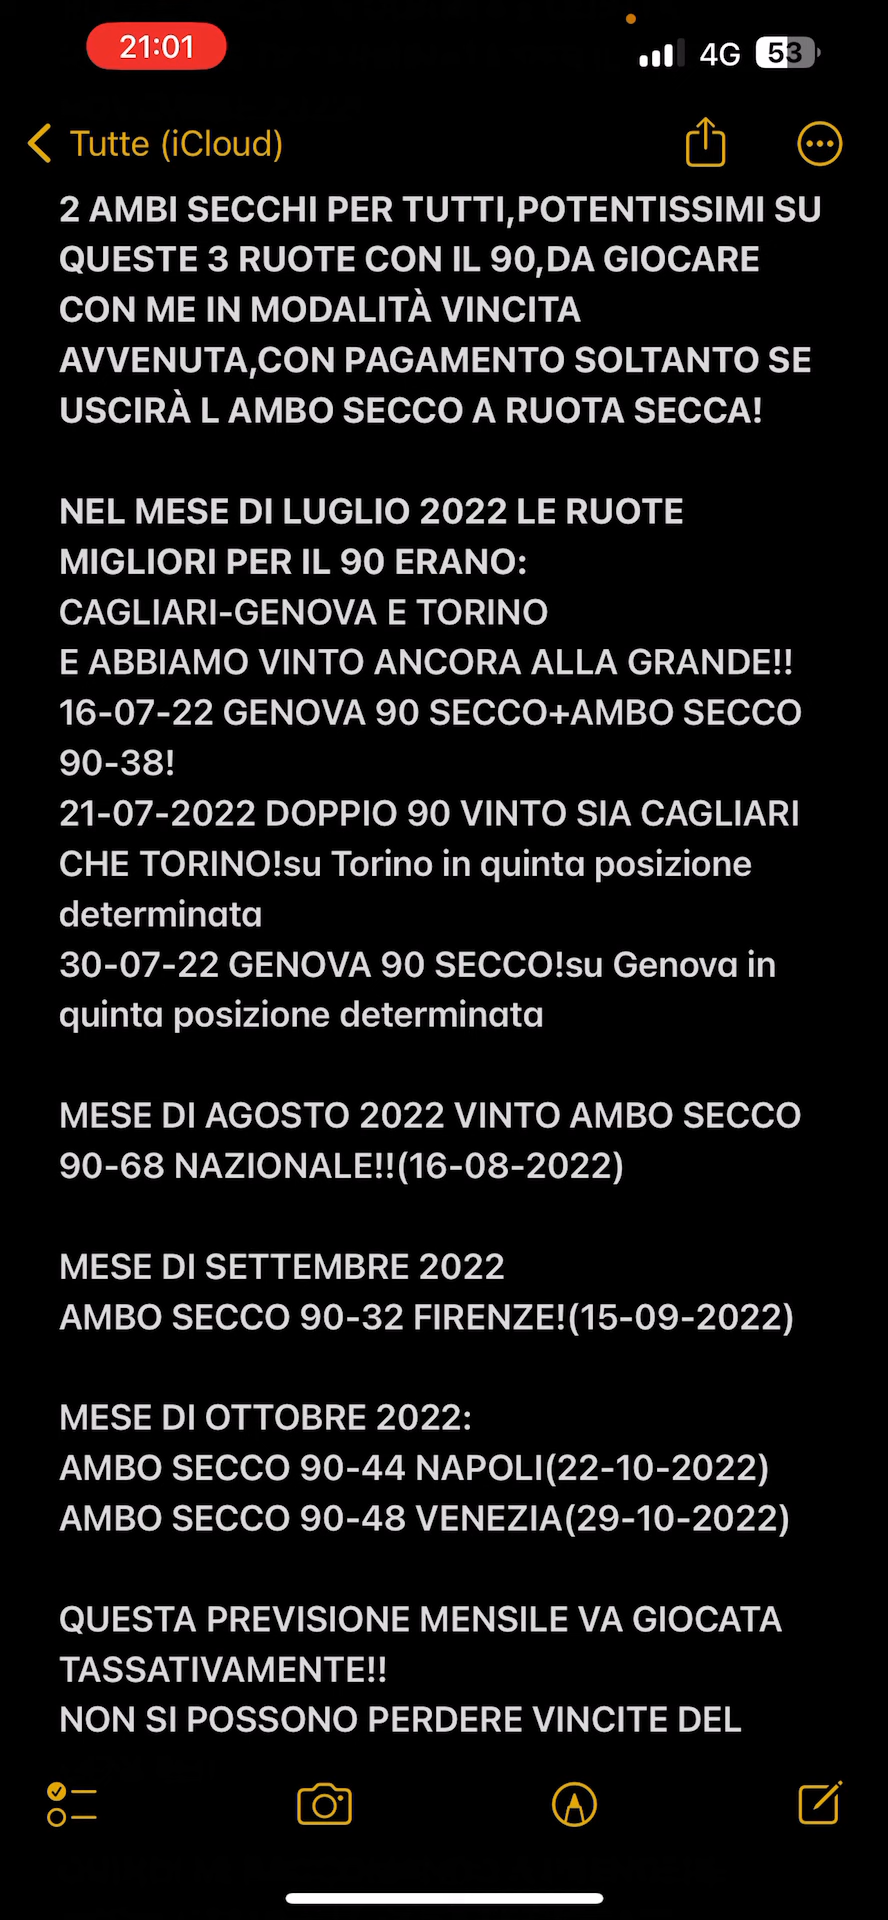 21:01
4G
53
Tutte (iCloud)
2 AMBI SECCHI PER TUTTI,POTENTISSIMI SU
QUESTE 3 RUOTE CON IL 90,DA GIOCARE
CON ME IN MODALITÀ VINCITA
AVVENUTA,CON PAGAMENTO SOLTANTO SE
USCIRÀ L AMBO SECCO A RUOTA SECCA!
NEL MESE DI LUGLIO 2022 LE RUOTE
MIGLIORI PER IL 90 ERANO:
CAGLIARI-GENOVA E TORINO
E ABBIAMO VINTO ANCORA ALLA GRANDE!!
16-07-22 GENOVA 90 SECCO+AMBO SECCO
90-38!
21-07-2022 DOPPIO 90 VINTO SIA CAGLIARI
CHE TORINO!su Torino in quinta posizione
determinata
30-07-22 GENOVA 90 SECCO!su Genova in
quinta posizione determinata
MESE DI AGOSTO 2022 VINTO AMBO SECCO
90-68 NAZIONALE!!(16-08-2022)
MESE DI SETTEMBRE 2022
AMBO SECCO 90-32 FIRENZE!(15-09-2022)
MESE DI OTTOBRE 2022:
AMBO SECCO 90-44 NAPOLI(22-10-2022)
AMBO SECCO 90-48 VENEZIA(29-10-2022)
QUESTA PREVISIONE MENSILE VA GIOCATA
TASSATIVAMENTE!!
NON SI POSSONO PERDERE VINCITE DEL